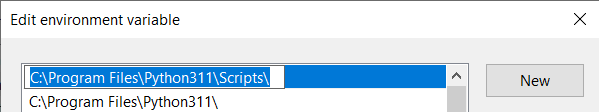 Edit environment variable
C:\Program Files\Python311\Scripts\
New
C:\Program Files\Python311\